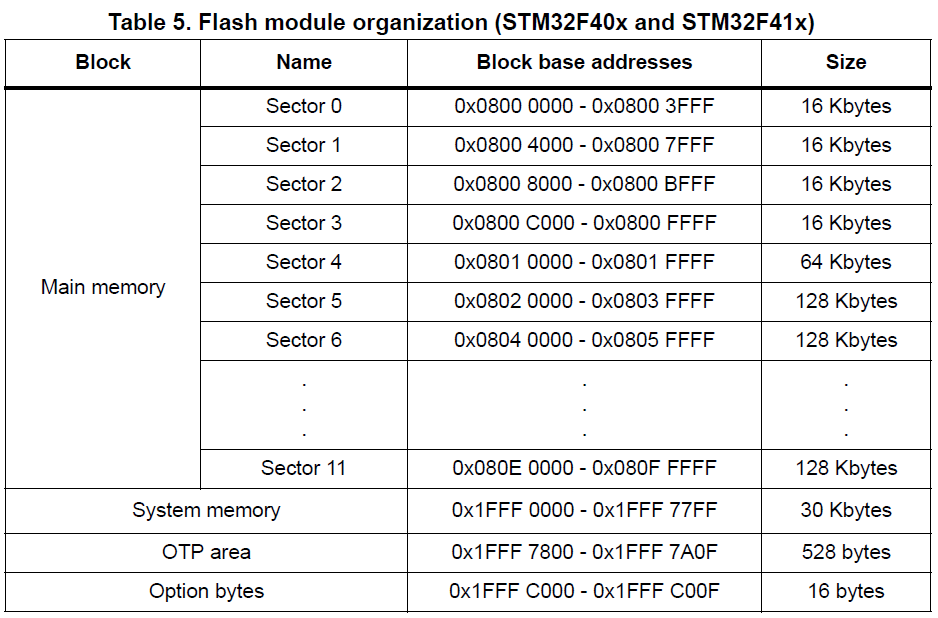 Table 5. Flash module organization (STM32F40x and STM32F41x)
Block Name Block base addresses Size
Main memory
Sector 0 0x0800 0000 - 0x0800 3FFF 16 Kbytes
Sector 1 0x0800 4000 - 0x0800 7FFF 16 Kbytes
Sector 2 0x0800 8000 - 0x0800 BFFF 16 Kbytes
Sector 3 0x0800 C000 - 0x0800 FFFF 16 Kbytes
Sector 4 0x0801 0000 - 0x0801 FFFF 64 Kbytes
Sector 5 0x0802 0000 - 0x0803 FFFF 128 Kbytes
Sector 6 0x0804 0000 - 0x0805 FFFF 128 Kbytes
. . .
. . .
. . .
Sector 11 0x080E 0000 - 0x080F FFFF 128 Kbytes
System memory 0x1FFF 0000 - 0x1FFF 77FF 30 Kbytes
OTP area 0x1FFF 7800 - 0x1FFF 7A0F 528 bytes
Option bytes 0x1FFF C000 - 0x1FFF C00F 16 bytes